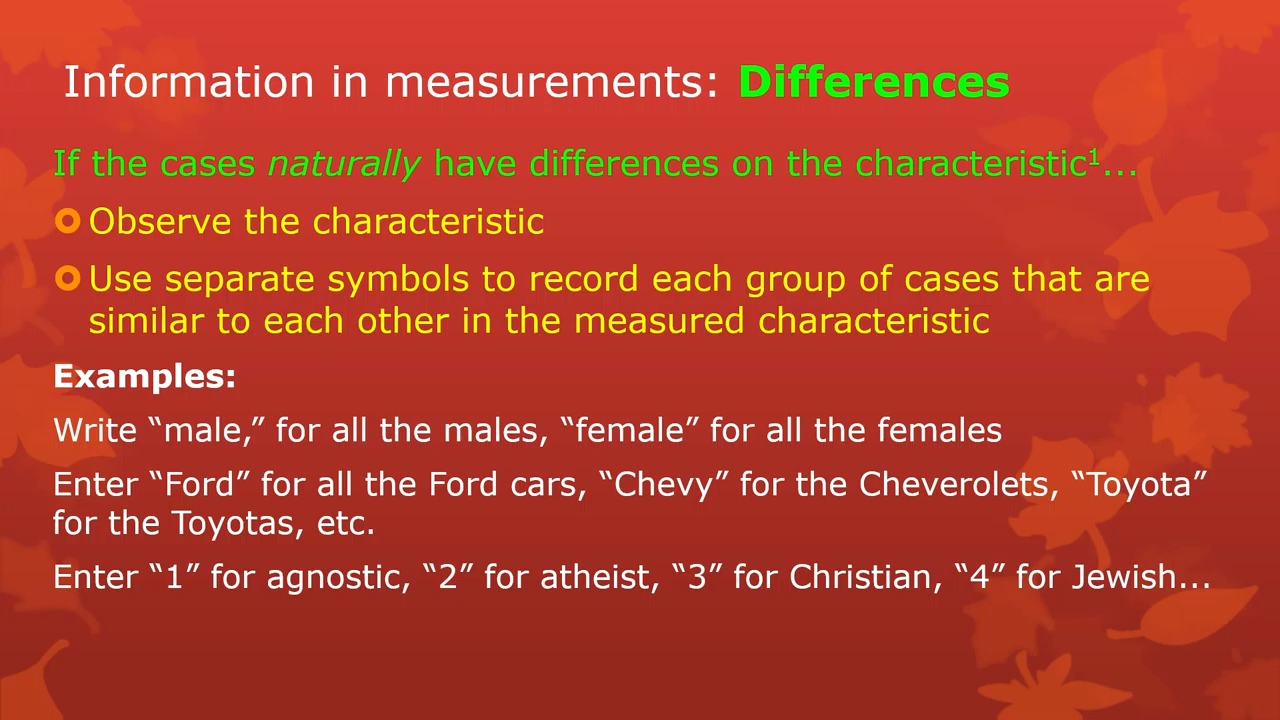 Information in measurements: Differences
If the cases naturally have differences on the characteristic¹...
Observe the characteristic
Use separate symbols to record each group of cases that are
similar to each other in the measured characteristic
Examples:
Write “male,” for all the males, “female” for all the females
Enter “Ford” for all the Ford cars, “Chevy” for the Cheverolets, “Toyota”
for the Toyotas, etc.
Enter “1” for agnostic, “2” for atheist, “3” for Christian, “4” for Jewish...